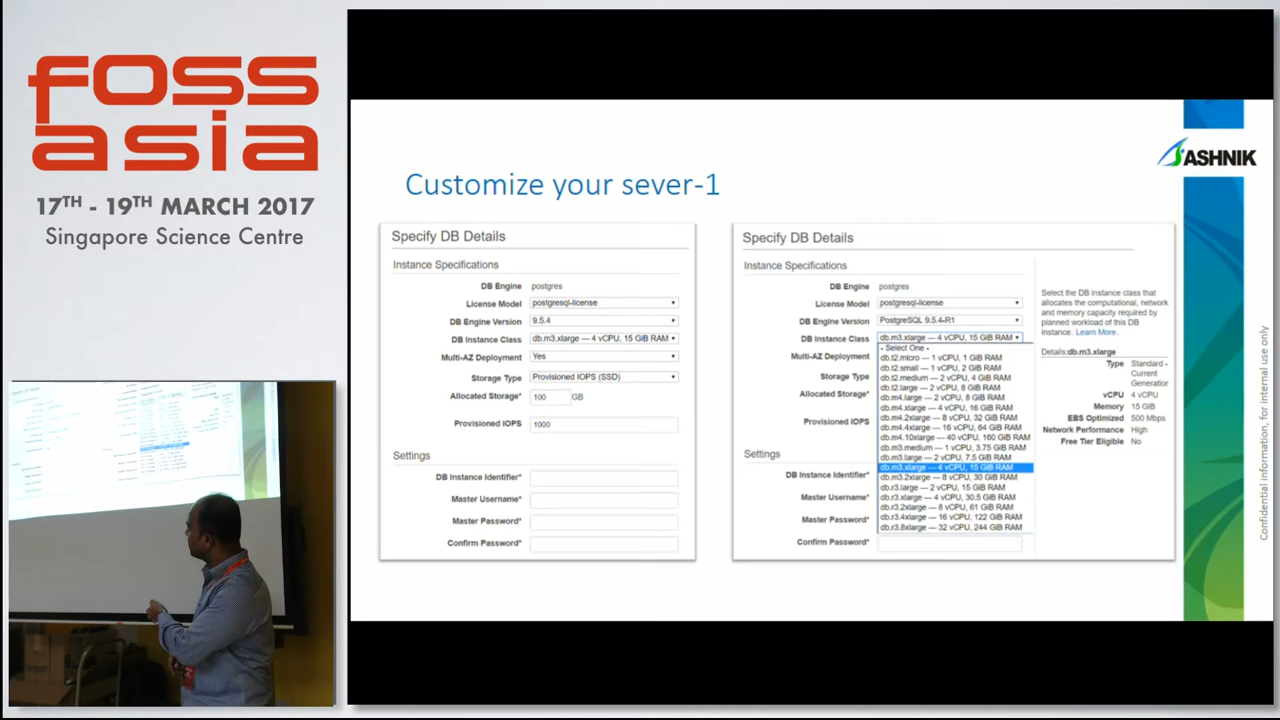 foss
asia
17TH - 19TH MARCH 2017
Singapore Science Centre
ASHNIK
Customize your sever-1
Specify DB Details
Instance Specifications
DB Engine postgres
License Model postgresql-license
DB Engine Version 9.5.4
DB Instance Class db.m3.xlarge — 4 vCPU, 15 GiB RAM
Multi-AZ Deployment Yes
Storage Type Provisioned IOPS (SSD)
Allocated Storage* 100 GB
Provisioned IOPS 1000
Settings
DB Instance Identifier*
Master Username*
Master Password*
Confirm Password*
Specify DB Details
Instance Specifications
DB Engine postgres
License Model postgresql-license
DB Engine Version PostgreSQL 9.5.4-R1
DB Instance Class db.m3.xlarge — 4 vCPU, 15 GiB RAM
- Select One -
db.t2.micro — 1 vCPU, 1 GiB RAM
db.t2.small — 1 vCPU, 2 GiB RAM
db.t2.medium — 2 vCPU, 4 GiB RAM
db.t2.large — 2 vCPU, 8 GiB RAM
db.m4.large — 2 vCPU, 8 GiB RAM
db.m4.xlarge — 4 vCPU, 16 GiB RAM
db.m4.2xlarge — 8 vCPU, 32 GiB RAM
db.m4.4xlarge — 16 vCPU, 64 GiB RAM
db.m4.10xlarge — 40 vCPU, 160 GiB RAM
db.m3.medium — 1 vCPU, 3.75 GiB RAM
db.m3.large — 2 vCPU, 7.5 GiB RAM
db.m3.xlarge — 4 vCPU, 15 GiB RAM
db.m3.2xlarge — 8 vCPU, 30 GiB RAM
db.r3.large — 2 vCPU, 15 GiB RAM
db.r3.xlarge — 4 vCPU, 30.5 GiB RAM
db.r3.2xlarge — 8 vCPU, 61 GiB RAM
db.r3.4xlarge — 16 vCPU, 122 GiB RAM
db.r3.8xlarge — 32 vCPU, 244 GiB RAM
Multi-AZ Deployment
Storage Type
Allocated Storage*
Provisioned IOPS
Settings
DB Instance Identifier*
Master Username*
Master Password*
Confirm Password*
Select the DB instance class that
allocates the computational, network
and memory capacity required by
planned workload of this DB
instance. Learn More.
Details:db.m3.xlarge
Type Standard -
Current
Generation
vCPU 4 vCPU
Memory 15 GiB
EBS Optimized 500 Mbps
Network Performance High
Free Tier Eligible No
Confidential information, for internal use only